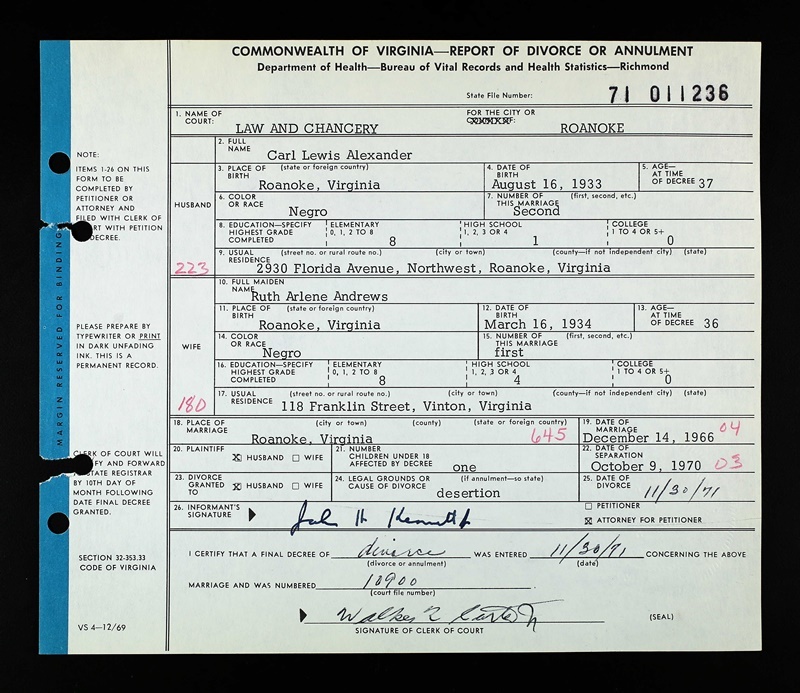 COMMONWEALTH OF VIRGINIA—REPORT OF DIVORCE OR ANNULMENT
Department of Health—Bureau of Vital Records and Health Statistics—Richmond
State File Number: 71 011236
1. NAME OF COURT: LAW AND CHANCERY
FOR THE CITY OR COUNTY OF: ROANOKE
HUSBAND
2. FULL NAME Carl Lewis Alexander
3. PLACE OF BIRTH (state or foreign country) Roanoke, Virginia
4. DATE OF BIRTH August 16, 1933
5. AGE— AT TIME OF DECREE 37
6. COLOR OR RACE Negro
7. NUMBER OF THIS MARRIAGE (first, second, etc.) Second
8. EDUCATION—SPECIFY HIGHEST GRADE COMPLETED
ELEMENTARY 0, 1, 2 TO 8 8
HIGH SCHOOL 1, 2, 3 OR 4 1
COLLEGE 1 TO 4 OR 5+ 0
9. USUAL RESIDENCE (street no. or rural route no.) (city or town) (county—if not independent city) (state)
223 2930 Florida Avenue, Northwest, Roanoke, Virginia
WIFE
10. FULL MAIDEN NAME Ruth Arlene Andrews
11. PLACE OF BIRTH (state or foreign country) Roanoke, Virginia
12. DATE OF BIRTH March 16, 1934
13. AGE— AT TIME OF DECREE 36
14. COLOR OR RACE Negro
15. NUMBER OF THIS MARRIAGE (first, second, etc.) first
16. EDUCATION—SPECIFY HIGHEST GRADE COMPLETED
ELEMENTARY 0, 1, 2 TO 8 8
HIGH SCHOOL 1, 2, 3 OR 4 4
COLLEGE 1 TO 4 OR 5+ 0
17. USUAL RESIDENCE (street no. or rural route no.) (city or town) (county—if not independent city) (state)
180 118 Franklin Street, Vinton, Virginia
18. PLACE OF MARRIAGE (city or town) (county) (state or foreign country) Roanoke, Virginia 645
19. DATE OF MARRIAGE December 14, 1966 04
20. PLAINTIFF X HUSBAND WIFE
21. NUMBER CHILDREN UNDER 18 AFFECTED BY DECREE one
22. DATE OF SEPARATION October 9, 1970 03
23. DIVORCE GRANTED TO X HUSBAND WIFE
24. LEGAL GROUNDS OR CAUSE OF DIVORCE (if annulment—so state) desertion
25. DATE OF DIVORCE 11/30/71
26. INFORMANT'S SIGNATURE John H Kennett Jr
PETITIONER
X ATTORNEY FOR PETITIONER
I CERTIFY THAT A FINAL DECREE OF divorce WAS ENTERED 11/30/71 CONCERNING THE ABOVE
(divorce or annulment) (date)
MARRIAGE AND WAS NUMBERED 10900
(court file number)
Walker R Carter Jr
SIGNATURE OF CLERK OF COURT
(SEAL)
NOTE:
ITEMS 1-26 ON THIS
FORM TO BE
COMPLETED BY
PETITIONER OR
ATTORNEY AND
FILED WITH CLERK OF
RT WITH PETITION
DECREE.
PLEASE PREPARE BY
TYPEWRITER OR PRINT
IN DARK UNFADING
INK. THIS IS A
PERMANENT RECORD.
CLERK OF COURT WILL
FY AND FORWARD
STATE REGISTRAR
BY 10TH DAY OF
MONTH FOLLOWING
DATE FINAL DECREE
GRANTED.
SECTION 32-353.33
CODE OF VIRGINIA
VS 4—12/69
MARGIN RESERVED FOR BINDING